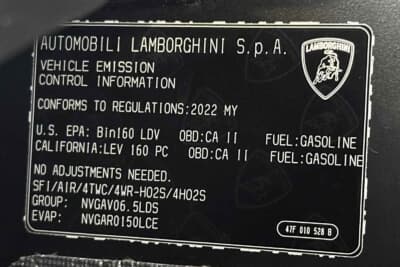 AUTOMOBILI LAMBORGHINI S.p.A.
LAMBORGHINI
VEHICLE EMISSION
CONTROL INFORMATION
CONFORMS TO REGULATIONS:2022 MY
U.S. EPA: Bin160 LDV OBD:CA II FUEL:GASOLINE
CALIFORNIA:LEV 160 PC OBD:CA II FUEL:GASOLINE
NO ADJUSTMENTS NEEDED.
SFI/AIR/4TWC/4WR-HO2S/4HO2S
GROUP: NVGAV06.5LDS
EVAP: NVGAR0150LCE
47F 010 528 B